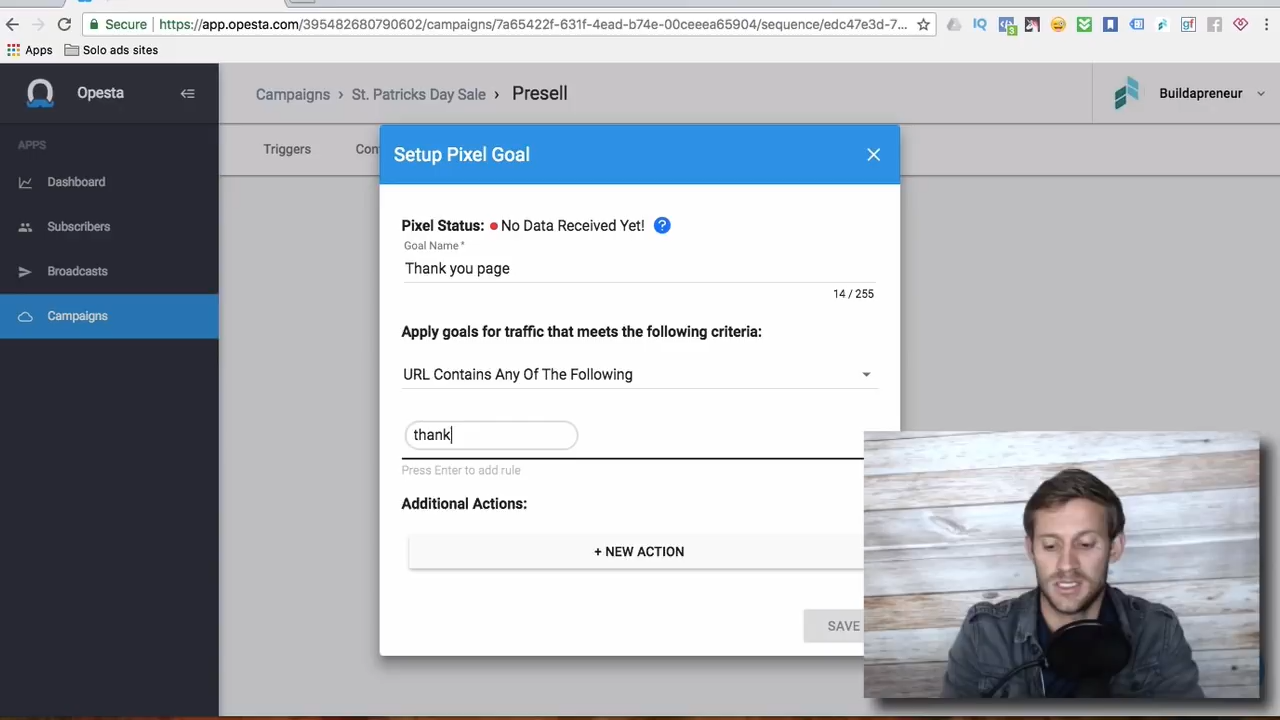 Secure
https://app.opesta.com/395482680790602/campaigns/7a65422f-631f-4ead-b74e-00ceeea65904/sequence/edc47e3d-7...
Apps
Solo ads sites
Opesta
Campaigns › St. Patricks Day Sale › Presell
Buildapreneur
APPS
Dashboard
Subscribers
Broadcasts
Campaigns
Triggers
Con
Setup Pixel Goal
Pixel Status: No Data Received Yet! ?
Goal Name *
Thank you page
14 / 255
Apply goals for traffic that meets the following criteria:
URL Contains Any Of The Following
thank
Press Enter to add rule
Additional Actions:
+ NEW ACTION
SAVE